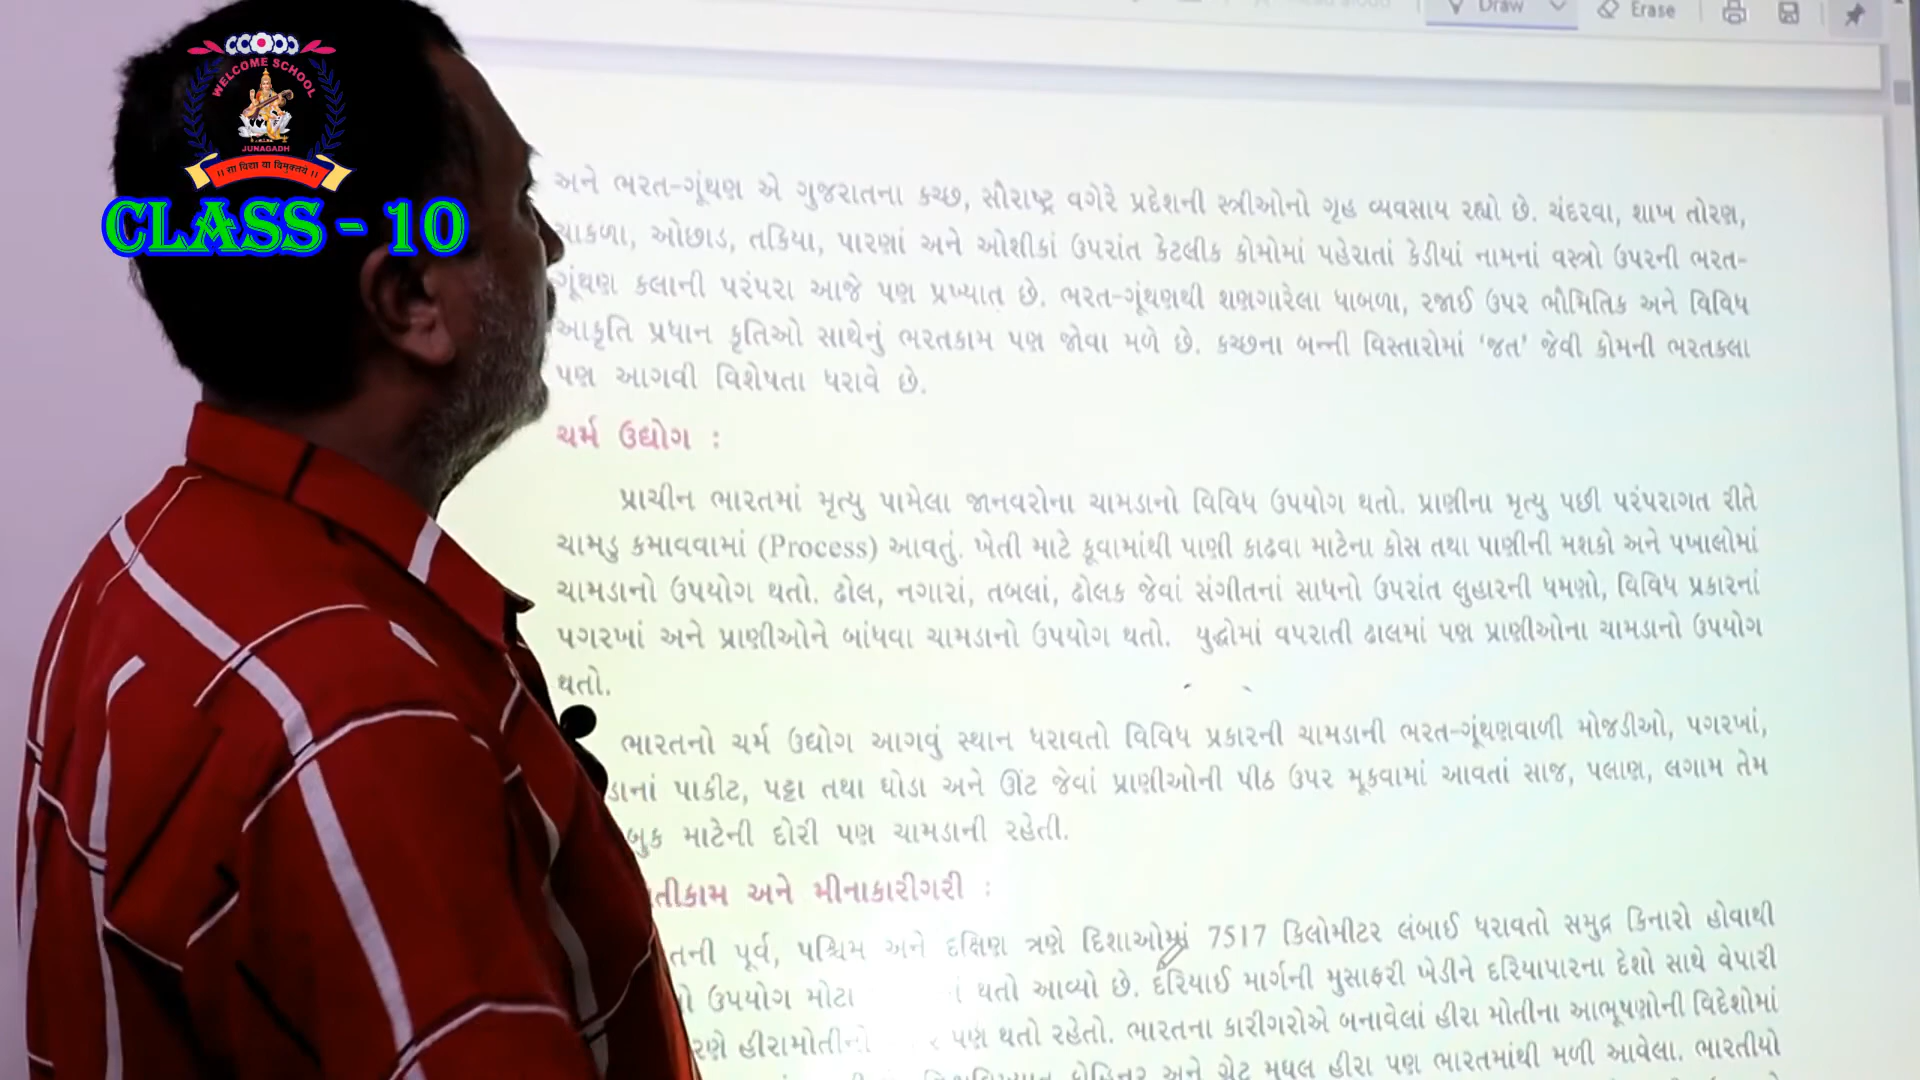 Draw
Erase
WELCOME SCHOOL
JUNAGADH
।। सा विद्या या विमुक्तये ।।
CLASS - 10
અને ભરત-ગૂંથણ એ ગુજરાતના કચ્છ, સૌરાષ્ટ્ર વગેરે પ્રદેશની સ્ત્રીઓનો ગૃહ વ્યવસાય રહ્યો છે. ચંદરવા, શાખ તોરણ,
ચાકળા, ઓછાડ, તકિયા, પારણાં અને ઓશીકાં ઉપરાંત કેટલીક કોમોમાં પહેરાતાં કેડીયાં નામનાં વસ્ત્રો ઉપરની ભરત-
ગૂંથણ કલાની પરંપરા આજે પણ પ્રખ્યાત છે. ભરત-ગૂંથણથી શણગારેલા ધાબળા, રજાઈ ઉપર ભૌમિતિક અને વિવિધ
આકૃતિ પ્રધાન કૃતિઓ સાથેનું ભરતકામ પણ જોવા મળે છે. કચ્છના બન્ની વિસ્તારોમાં ‘જત’ જેવી કોમની ભરતકલા
પણ આગવી વિશેષતા ધરાવે છે.
ચર્મ ઉદ્યોગ :
પ્રાચીન ભારતમાં મૃત્યુ પામેલા જાનવરોના ચામડાનો વિવિધ ઉપયોગ થતો. પ્રાણીના મૃત્યુ પછી પરંપરાગત રીતે
ચામડુ કમાવવામાં (Process) આવતું. ખેતી માટે કૂવામાંથી પાણી કાઢવા માટેના કોસ તથા પાણીની મશકો અને પખાલોમાં
ચામડાનો ઉપયોગ થતો. ઢોલ, નગારાં, તબલાં, ઢોલક જેવાં સંગીતનાં સાધનો ઉપરાંત લુહારની ધમણો, વિવિધ પ્રકારનાં
પગરખાં અને પ્રાણીઓને બાંધવા ચામડાનો ઉપયોગ થતો. યુદ્ધોમાં વપરાતી ઢાલમાં પણ પ્રાણીઓના ચામડાનો ઉપયોગ
થતો.
ભારતનો ચર્મ ઉદ્યોગ આગવું સ્થાન ધરાવતો વિવિધ પ્રકારની ચામડાની ભરત-ગૂંથણવાળી મોજડીઓ, પગરખાં,
ડાનાં પાકીટ, પટ્ટા તથા ઘોડા અને ઊંટ જેવાં પ્રાણીઓની પીઠ ઉપર મૂકવામાં આવતાં સાજ, પલાણ, લગામ તેમ
બુક માટેની દોરી પણ ચામડાની રહેતી.
તીકામ અને મીનાકારીગરી :
તની પૂર્વ, પશ્ચિમ અને દક્ષિણ ત્રણે દિશાઓમાં 7517 કિલોમીટર લંબાઈ ધરાવતો સમુદ્ર કિનારો હોવાથી
ઉપયોગ મોટા થતો આવ્યો છે. દરિયાઈ માર્ગની મુસાફરી ખેડીને દરિયાપારના દેશો સાથે વેપારી
રણે હીરામોતીનો પણ થતો રહેતો. ભારતના કારીગરોએ બનાવેલાં હીરા મોતીના આભૂષણોની વિદેશોમાં
કોહિનૂર અને ગ્રેટ મુઘલ હીરા પણ ભારતમાંથી મળી આવેલા. ભારતીયો